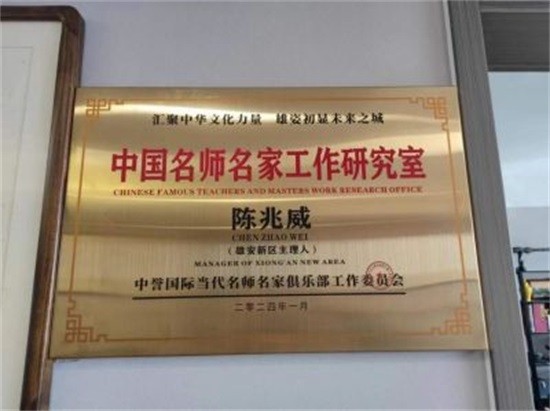 汇聚中华文化力量 雄姿初显未来之城
中国名师名家工作研究室
CHINESE FAMOUS TEACHERS AND MASTERS WORK RESEARCH OFFICE
陈兆威
CHEN ZHAO WEI
（雄安新区主理人）
MANAGER OF XIONG'AN NEW AREA
中誉国际当代名师名家俱乐部工作委员会
二零二四年一月